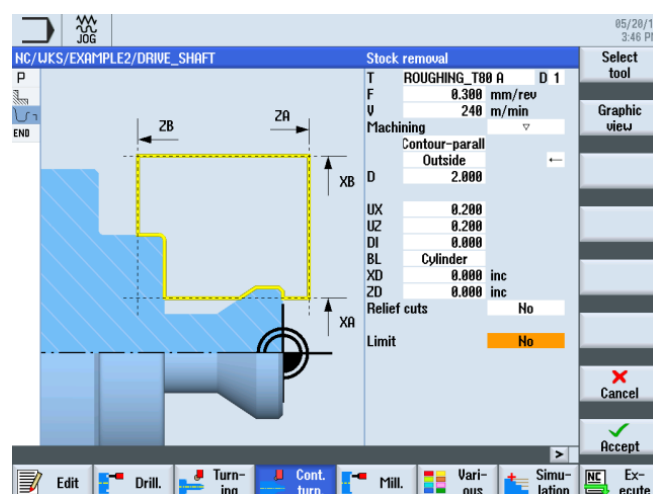 JOG
05/20/1
3:46 P
NC/WKS/EXAMPLE2/DRIVE_SHAFT
Stock removal
Select
tool
P
END
T ROUGHING_T80 A D 1
F 0.300 mm/rev
V 240 m/min
Machining ▽
Contour-parall
Outside ←
D 2.000
UX 0.200
UZ 0.200
DI 0.000
BL Cylinder
XD 0.000 inc
ZD 0.000 inc
Relief cuts No
Limit No
ZB
ZA
XB
XA
Graphic
view
Cancel
Accept
>
Edit
Drill.
Turn-
ing
Cont.
turn
Mill.
Vari-
ous
Simu-
lation
NC
Ex-
ecute